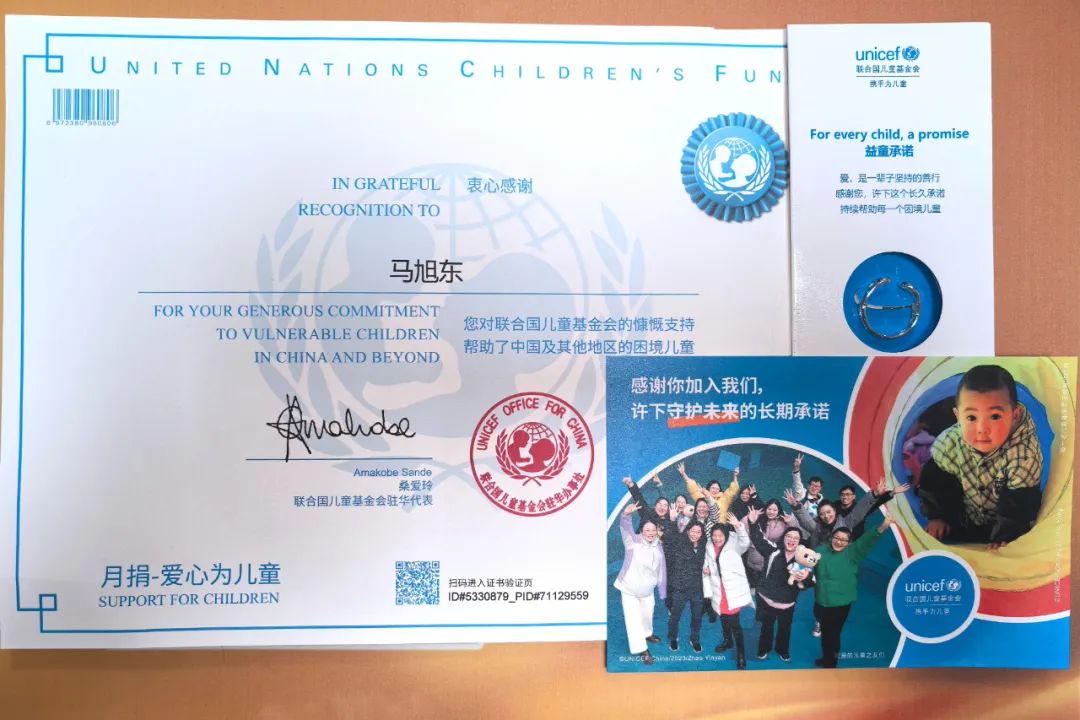 UNITED NATIONS CHILDREN'S FUN
IN GRATEFUL
RECOGNITION TO
衷心感谢
马旭东
FOR YOUR GENEROUS COMMITMENT
TO VULNERABLE CHILDREN
IN CHINA AND BEYOND
您对联合国儿童基金会的慷慨支持
帮助了中国及其他地区的困境儿童
Amakobe Sande
桑爱玲
联合国儿童基金会驻华代表
UNICEF OFFICE FOR CHINA
联合国儿童基金会驻华办事处
月捐-爱心为儿童
SUPPORT FOR CHILDREN
扫码进入证书验证页
ID#5330879_PID#71129559
unicef
联合国儿童基金会
携手为儿童
For every child, a promise
益童承诺
爱，是一辈子坚持的善行
感谢您，许下这个长久承诺
持续帮助每一个困境儿童
感谢你加入我们，
许下守护未来的长期承诺
unicef
联合国儿童基金会
携手为儿童
©UNICEF China/2023/Zhao Yinyan